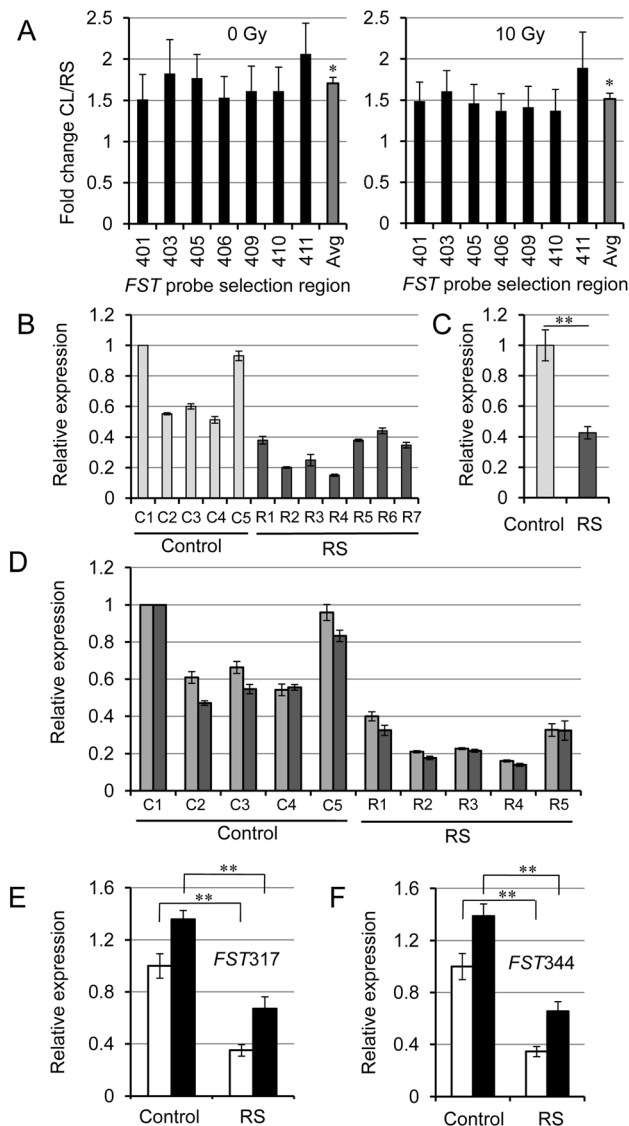 A
Fold change CL/RS
2.5
2
1.5
1
0.5
0
0 Gy
*
401
403
405
406
409
410
411
Avg
FST probe selection region
2.5
2
1.5
1
0.5
0
10 Gy
*
401
403
405
406
409
410
411
Avg
FST probe selection region
B
Relative expression
1.2
1
0.8
0.6
0.4
0.2
0
C1 C2 C3 C4 C5 R1 R2 R3 R4 R5 R6 R7
Control RS
C
Relative expression
1.2
1
0.8
0.6
0.4
0.2
0
**
Control RS
D
Relative expression
1.2
1
0.8
0.6
0.4
0.2
0
C1 C2 C3 C4 C5 R1 R2 R3 R4 R5
Control RS
E
Relative expression
1.6
1.2
0.8
0.4
0
**
**
FST317
Control RS
F
Relative expression
1.6
1.2
0.8
0.4
0
**
**
FST344
Control RS